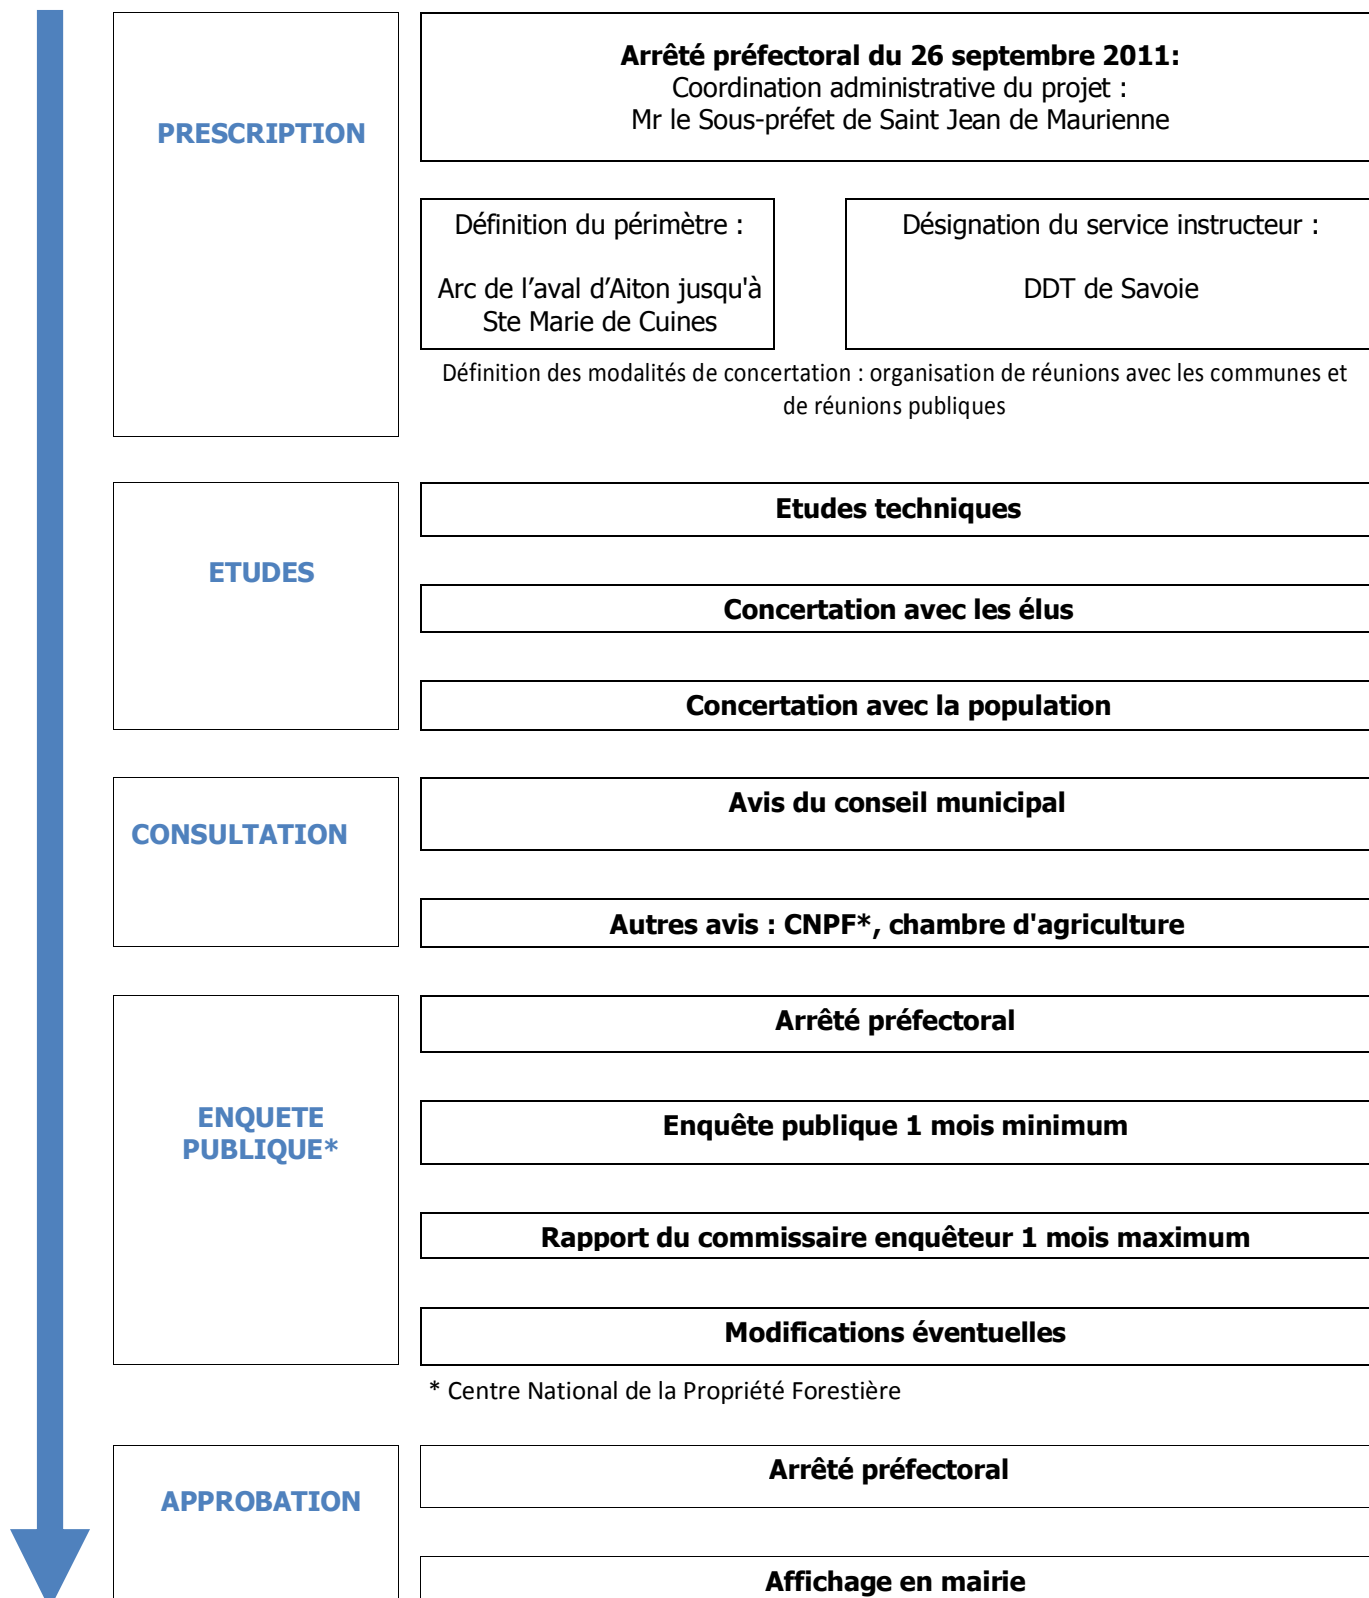 PRESCRIPTION
Arrêté préfectoral du 26 septembre 2011:
Coordination administrative du projet :
Mr le Sous-préfet de Saint Jean de Maurienne
Définition du périmètre :
Arc de l’aval d’Aiton jusqu'à
Ste Marie de Cuines
Désignation du service instructeur :
DDT de Savoie
Définition des modalités de concertation : organisation de réunions avec les communes et
de réunions publiques
ETUDES
Etudes techniques
Concertation avec les élus
Concertation avec la population
CONSULTATION
Avis du conseil municipal
Autres avis : CNPF*, chambre d'agriculture
ENQUETE
PUBLIQUE*
Arrêté préfectoral
Enquête publique 1 mois minimum
Rapport du commissaire enquêteur 1 mois maximum
Modifications éventuelles
* Centre National de la Propriété Forestière
APPROBATION
Arrêté préfectoral
Affichage en mairie